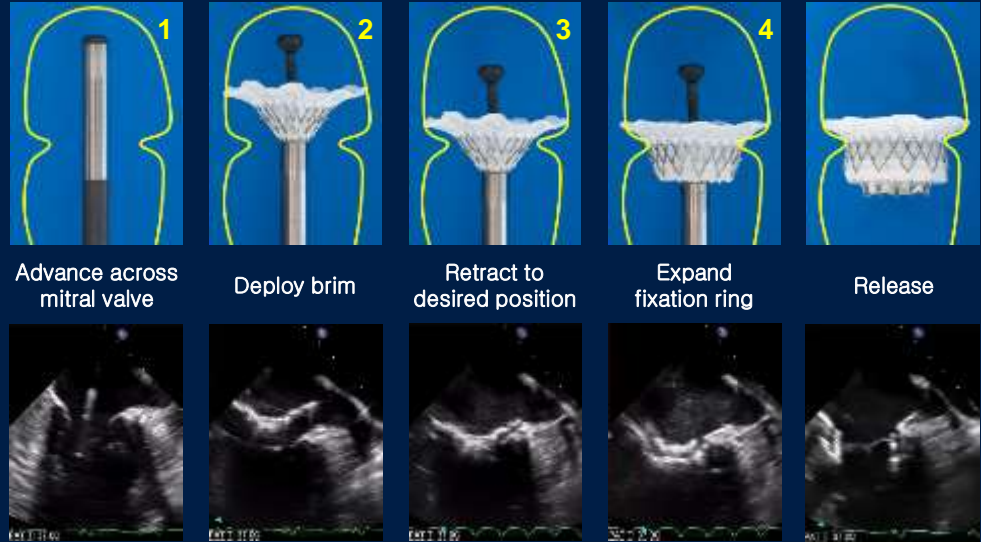 1
2
3
4
Advance across
mitral valve
Deploy brim
Retract to
desired position
Expand
fixation ring
Release